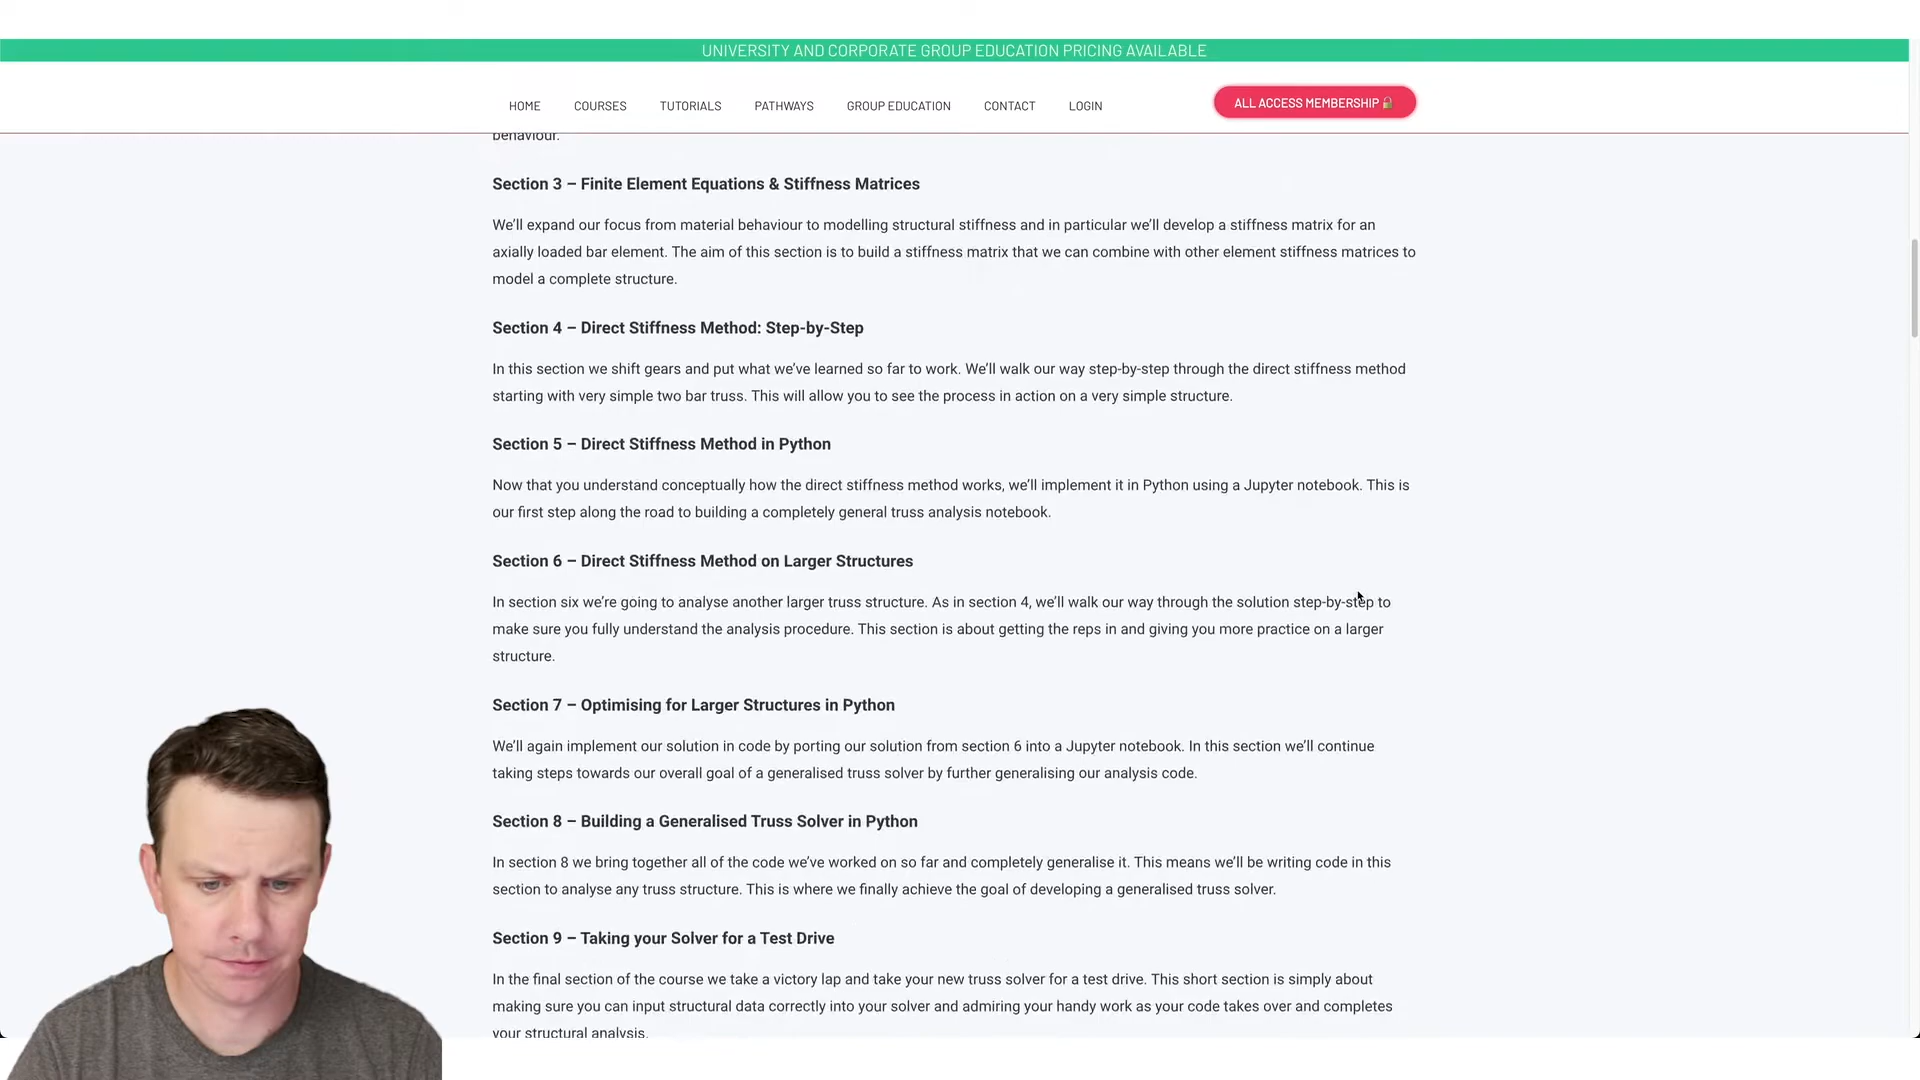 UNIVERSITY AND CORPORATE GROUP EDUCATION PRICING AVAILABLE
HOME COURSES TUTORIALS PATHWAYS GROUP EDUCATION CONTACT LOGIN ALL ACCESS MEMBERSHIP
behaviour.
Section 3 – Finite Element Equations & Stiffness Matrices
We’ll expand our focus from material behaviour to modelling structural stiffness and in particular we’ll develop a stiffness matrix for an
axially loaded bar element. The aim of this section is to build a stiffness matrix that we can combine with other element stiffness matrices to
model a complete structure.
Section 4 – Direct Stiffness Method: Step-by-Step
In this section we shift gears and put what we’ve learned so far to work. We’ll walk our way step-by-step through the direct stiffness method
starting with very simple two bar truss. This will allow you to see the process in action on a very simple structure.
Section 5 – Direct Stiffness Method in Python
Now that you understand conceptually how the direct stiffness method works, we’ll implement it in Python using a Jupyter notebook. This is
our first step along the road to building a completely general truss analysis notebook.
Section 6 – Direct Stiffness Method on Larger Structures
In section six we’re going to analyse another larger truss structure. As in section 4, we’ll walk our way through the solution step-by-step to
make sure you fully understand the analysis procedure. This section is about getting the reps in and giving you more practice on a larger
structure.
Section 7 – Optimising for Larger Structures in Python
We’ll again implement our solution in code by porting our solution from section 6 into a Jupyter notebook. In this section we’ll continue
taking steps towards our overall goal of a generalised truss solver by further generalising our analysis code.
Section 8 – Building a Generalised Truss Solver in Python
In section 8 we bring together all of the code we’ve worked on so far and completely generalise it. This means we’ll be writing code in this
section to analyse any truss structure. This is where we finally achieve the goal of developing a generalised truss solver.
Section 9 – Taking your Solver for a Test Drive
In the final section of the course we take a victory lap and take your new truss solver for a test drive. This short section is simply about
making sure you can input structural data correctly into your solver and admiring your handy work as your code takes over and completes
your structural analysis.